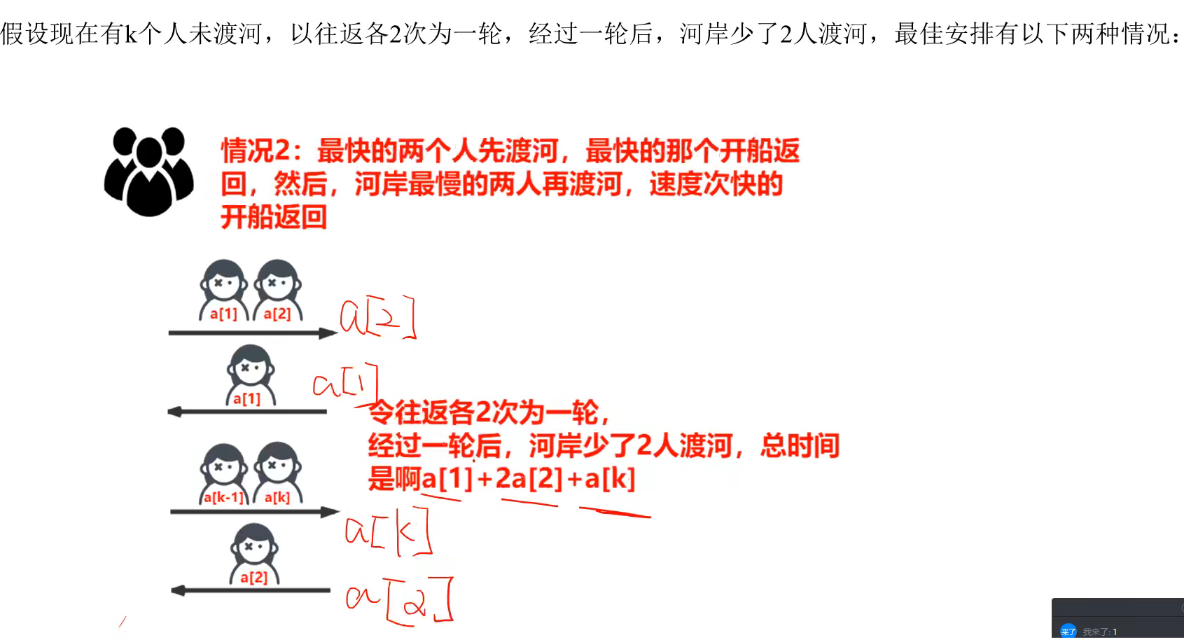 假设现在有k个人未渡河，以往返各2次为一轮，经过一轮后，河岸少了2人渡河，最佳安排有以下两种情况：
情况2：最快的两个人先渡河，最快的那个开船返
回，然后，河岸最慢的两人再渡河，速度次快的
开船返回
a[1] a[2] a[2]
a[1] a[1]
令往返各2次为一轮，
经过一轮后，河岸少了2人渡河，总时间
是啊a[1]+2a[2]+a[k]
a[k-1] a[k] a[k]
a[2] a[2]
来了 我来了: 1